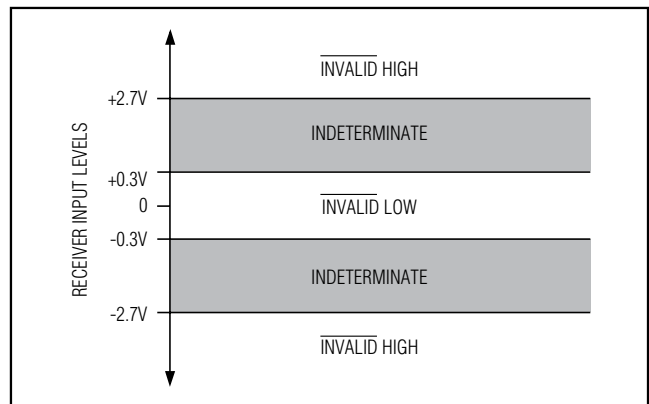 INVALID HIGH
+2.7V
INDETERMINATE
+0.3V
0
INVALID LOW
-0.3V
INDETERMINATE
-2.7V
INVALID HIGH
RECEIVER INPUT LEVELS